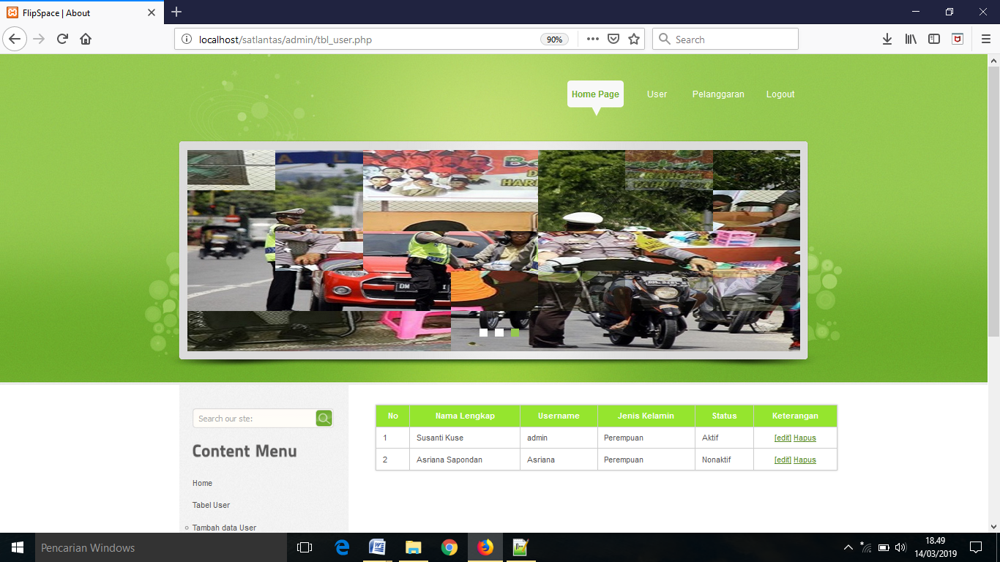 FlipSpace | About
localhost/satlantas/admin/tbl_user.php
90%
Search
Home Page
User
Pelanggaran
Logout
DM
Search our ste:
Content Menu
Home
Tabel User
Tambah data User
No Nama Lengkap Username Jenis Kelamin Status Keterangan
1 Susanti Kuse admin Perempuan Aktif [edit] Hapus
2 Asriana Sapondan Asriana Perempuan Nonaktif [edit] Hapus
Pencarian Windows
18.49
14/03/2019